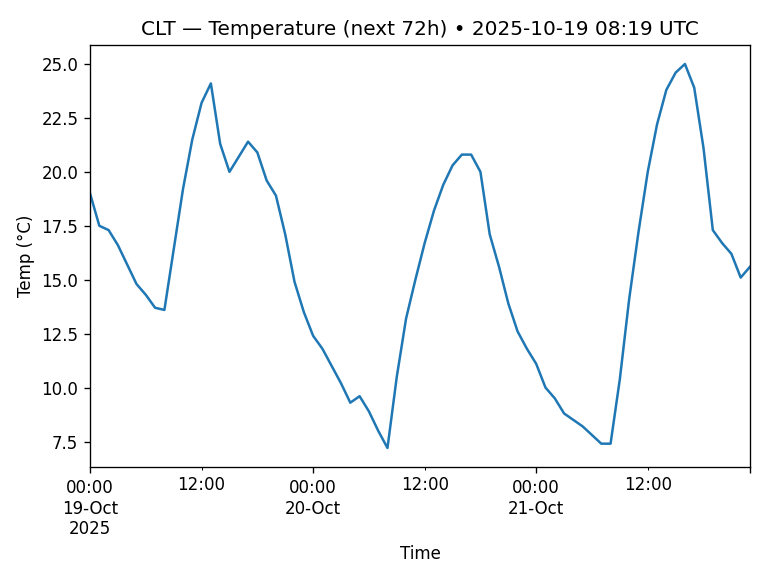 CLT — Temperature (next 72h) • 2025-10-19 08:19 UTC
25.0
22.5
20.0
17.5
15.0
12.5
10.0
7.5
Temp (°C)
00:00 12:00 00:00 12:00 00:00 12:00
19-Oct 20-Oct 21-Oct
2025
Time